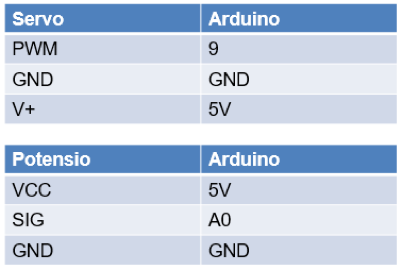 Servo Arduino
PWM 9
GND GND
V+ 5V
Potensio Arduino
VCC 5V
SIG A0
GND GND